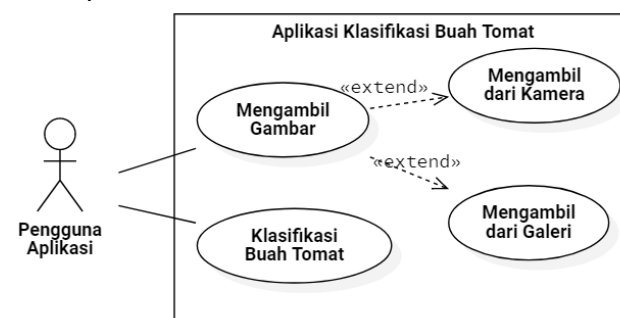 Aplikasi Klasifikasi Buah Tomat
«extend»
Mengambil
dari Kamera
Mengambil
Gambar
«extend»
Pengguna
Aplikasi
Klasifikasi
Buah Tomat
Mengambil
dari Galeri